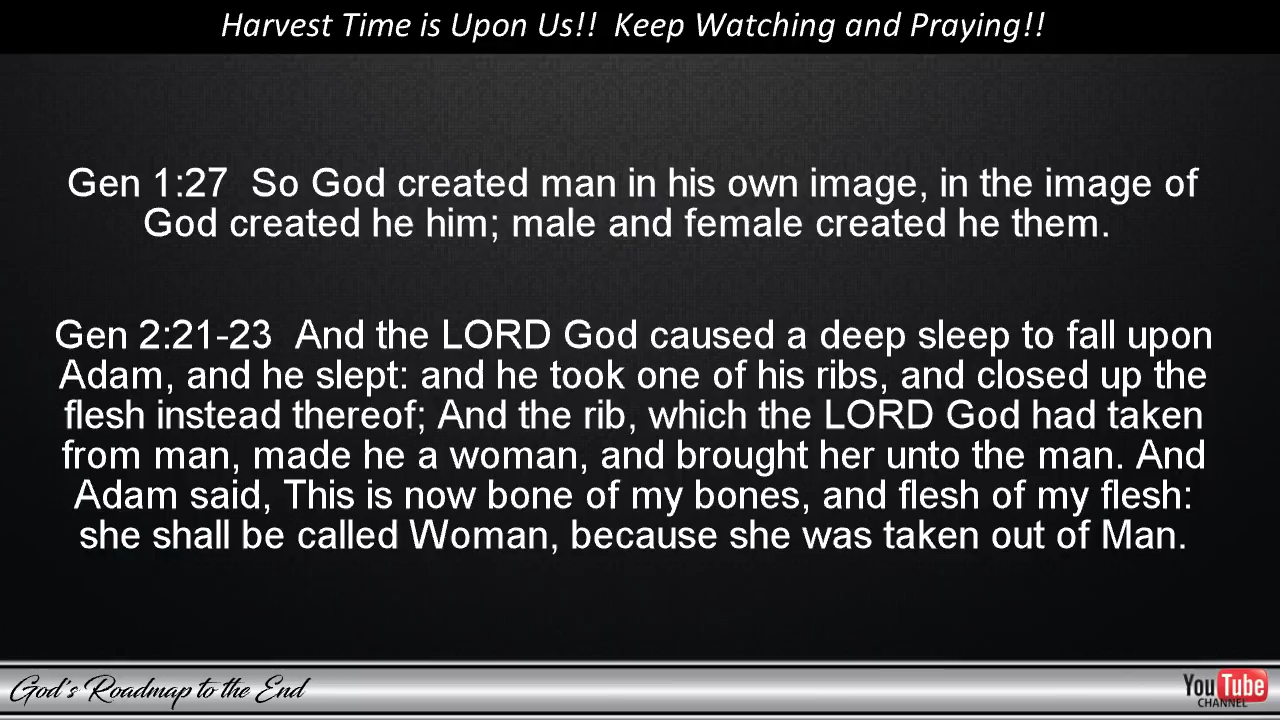 Harvest Time is Upon Us!!  Keep Watching and Praying!!
Gen 1:27  So God created man in his own image, in the image of
God created he him; male and female created he them.
Gen 2:21-23  And the LORD God caused a deep sleep to fall upon
Adam, and he slept: and he took one of his ribs, and closed up the
flesh instead thereof; And the rib, which the LORD God had taken
from man, made he a woman, and brought her unto the man. And
Adam said, This is now bone of my bones, and flesh of my flesh:
she shall be called Woman, because she was taken out of Man.
God's Roadmap to the End
YouTube
CHANNEL